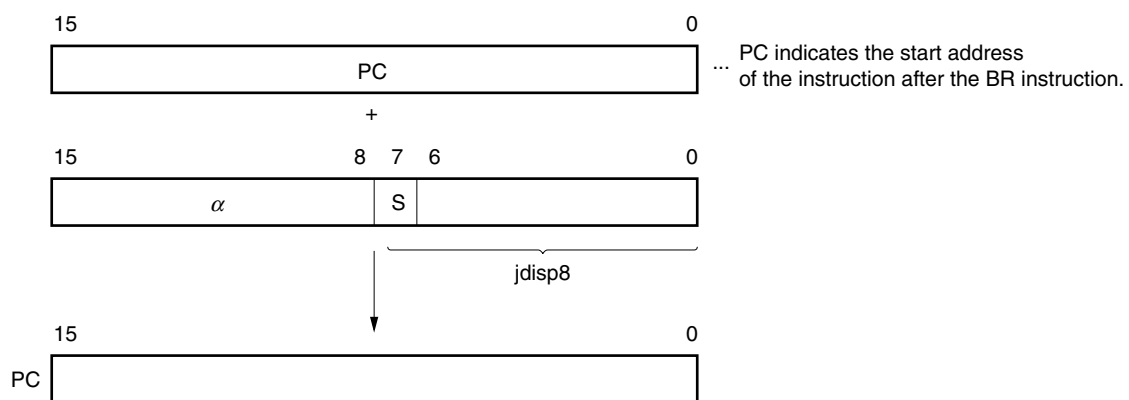 15 0
PC
... PC indicates the start address
of the instruction after the BR instruction.
+
15 8 7 6 0
α S
jdisp8
15 0
PC